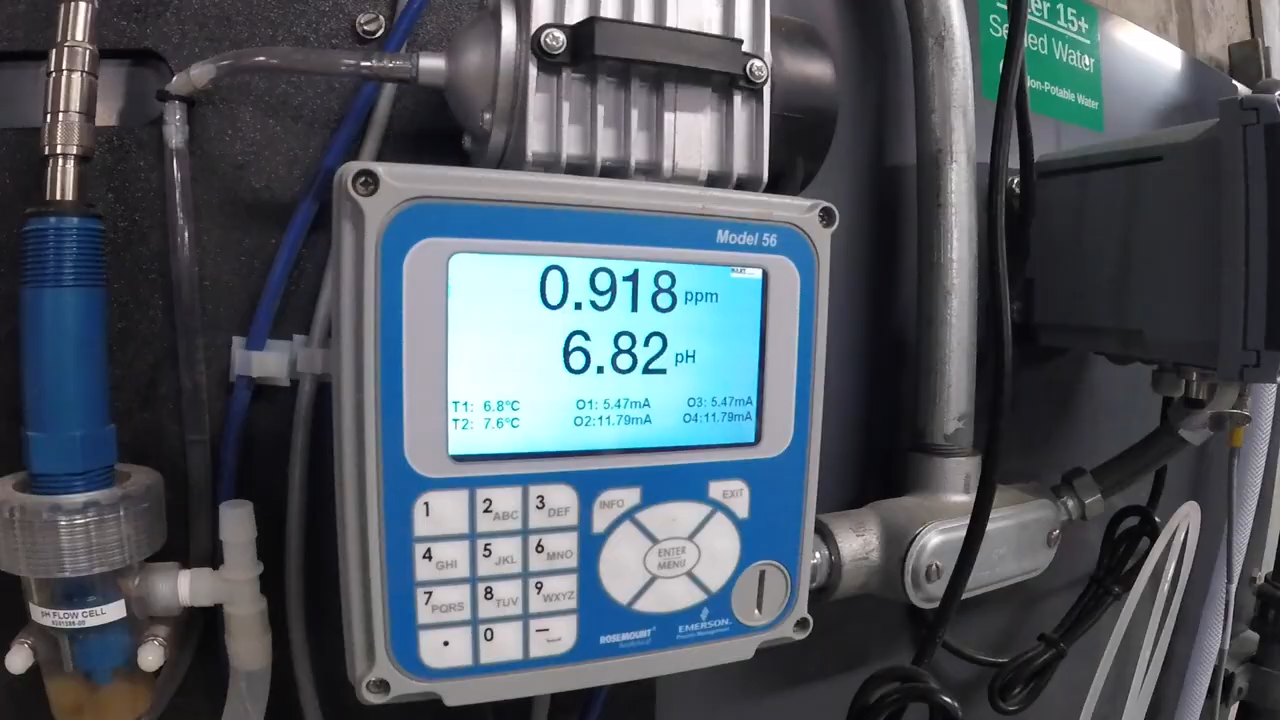 er 15+
ed Water
on-Potable Water
Model 56
0.918 ppm
6.82 pH
T1: 6.8°C O1: 5.47mA O3: 5.47mA
T2: 7.6°C O2:11.79mA O4:11.79mA
INFO EXIT
1 2 ABC 3 DEF
4 GHI 5 JKL 6 MNO
7 PQRS 8 TUV 9 WXYZ
. 0 –
ENTER
MENU
ROSEMOUNT
Analytical
EMERSON
Process Management
pH FLOW CELL